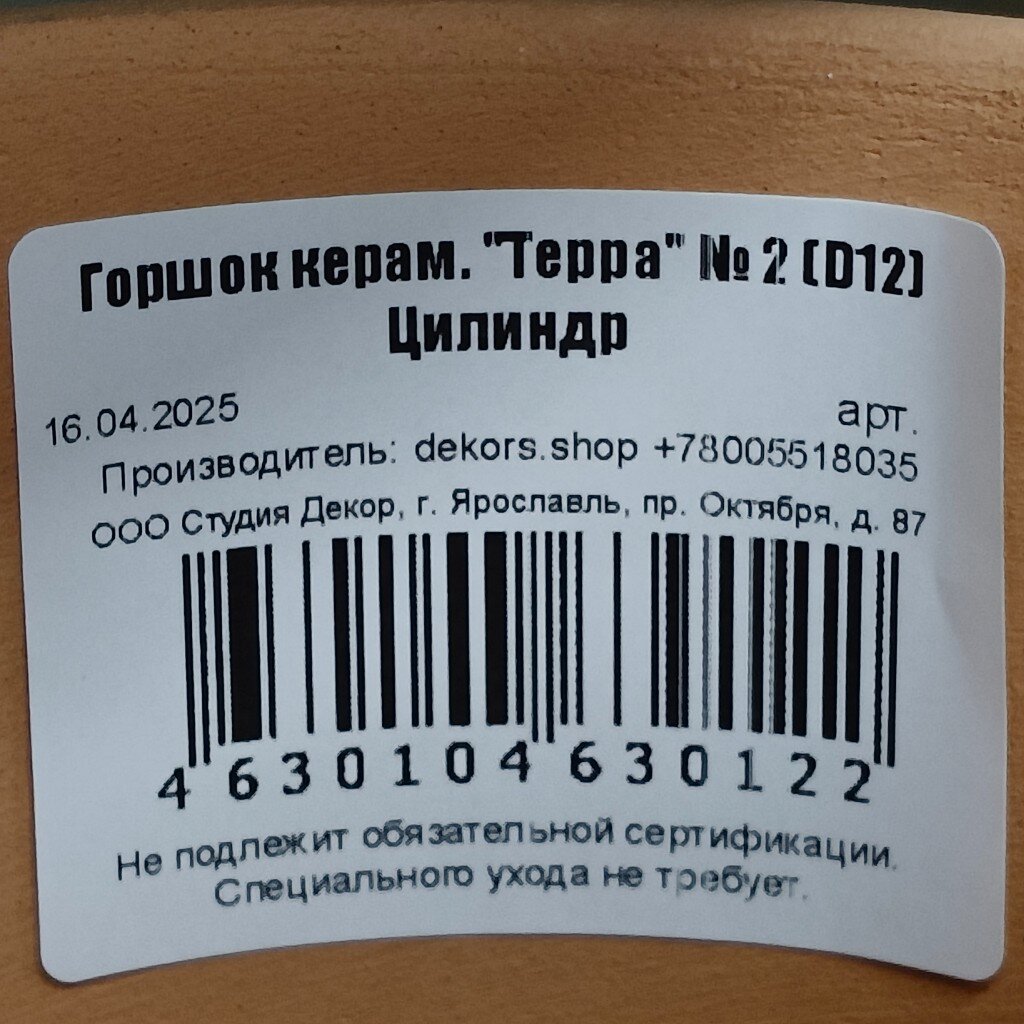 Горшок керам. "Терра" № 2 (D12)
Цилиндр
16.04.2025 арт.
Производитель: dekors.shop +78005518035
ООО Студия Декор, г. Ярославль, пр. Октября, д. 87
4 630104 630122
Не подлежит обязательной сертификации.
Специального ухода не требует.